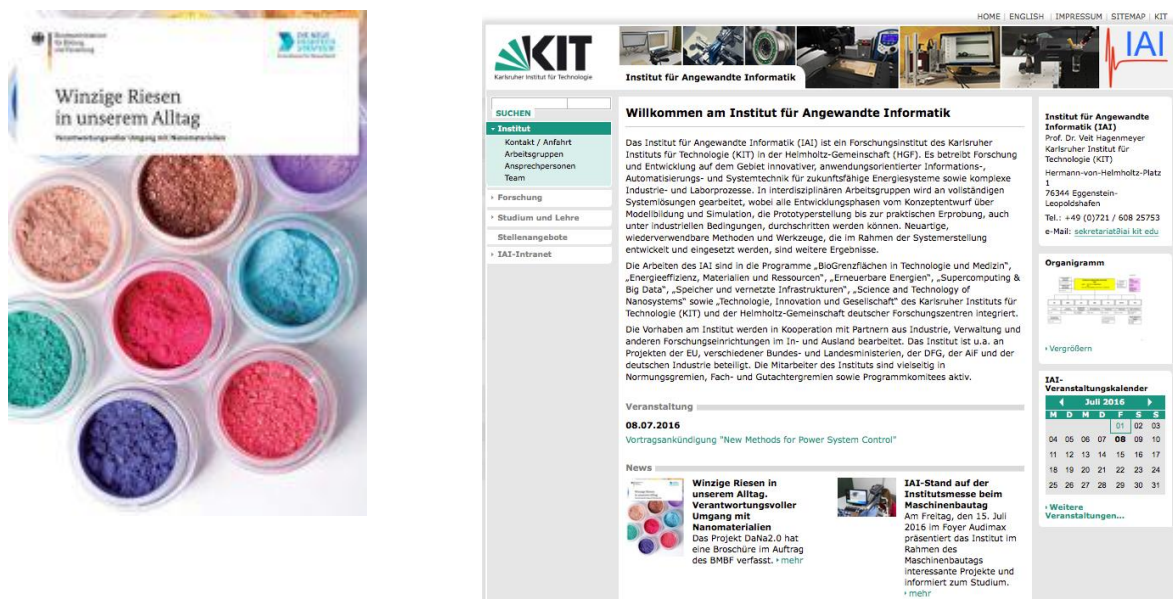 Bundesministerium
für Bildung
und Forschung
DIE NEUE
HIGHTECH
STRATEGIE
Winzige Riesen
in unserem Alltag
Verantwortungsvoller Umgang mit Nanomaterialien
HOME | ENGLISH | IMPRESSUM | SITEMAP | KIT
KIT
Karlsruher Institut für Technologie
Institut für Angewandte Informatik
IAI
SUCHEN
Institut
Kontakt / Anfahrt
Arbeitsgruppen
Ansprechpersonen
Team
Forschung
Studium und Lehre
Stellenangebote
IAI-Intranet
Willkommen am Institut für Angewandte Informatik
Das Institut für Angewandte Informatik (IAI) ist ein Forschungsinstitut des Karlsruher
Instituts für Technologie (KIT) in der Helmholtz-Gemeinschaft (HGF). Es betreibt Forschung
und Entwicklung auf dem Gebiet innovativer, anwendungsorientierter Informations-,
Automatisierungs- und Systemtechnik für zukunftsfähige Energiesysteme sowie komplexe
Industrie- und Laborprozesse. In interdisziplinären Arbeitsgruppen wird an vollständigen
Systemlösungen gearbeitet, wobei alle Entwicklungsphasen vom Konzeptentwurf über
Modellbildung und Simulation, die Prototyperstellung bis zur praktischen Erprobung, auch
unter industriellen Bedingungen, durchschritten werden können. Neuartige,
wiederverwendbare Methoden und Werkzeuge, die im Rahmen der Systemerstellung
entwickelt und eingesetzt werden, sind weitere Ergebnisse.
Die Arbeiten des IAI sind in die Programme „BioGrenzflächen in Technologie und Medizin",
„Energieeffizienz, Materialien und Ressourcen", „Erneuerbare Energien", „Supercomputing &
Big Data", „Speicher und vernetzte Infrastrukturen", „Science and Technology of
Nanosystems" sowie „Technologie, Innovation und Gesellschaft" des Karlsruher Instituts für
Technologie (KIT) und der Helmholtz-Gemeinschaft deutscher Forschungszentren integriert.
Die Vorhaben am Institut werden in Kooperation mit Partnern aus Industrie, Verwaltung und
anderen Forschungseinrichtungen im In- und Ausland bearbeitet. Das Institut ist u.a. an
Projekten der EU, verschiedener Bundes- und Landesministerien, der DFG, der AiF und der
deutschen Industrie beteiligt. Die Mitarbeiter des Instituts sind vielseitig in
Normungsgremien, Fach- und Gutachtergremien sowie Programmkomitees aktiv.
Veranstaltung
08.07.2016
Vortragsankündigung "New Methods for Power System Control"
News
Winzige Riesen in
unserem Alltag.
Verantwortungsvoller
Umgang mit
Nanomaterialien
Das Projekt DaNa2.0 hat
eine Broschüre im Auftrag
des BMBF verfasst. mehr
IAI-Stand auf der
Institutsmesse beim
Maschinenbautag
Am Freitag, den 15. Juli
2016 im Foyer Audimax
präsentiert das Institut im
Rahmen des
Maschinenbautags
interessante Projekte und
informiert zum Studium.
mehr
Institut für Angewandte
Informatik (IAI)
Prof. Dr. Veit Hagenmeyer
Karlsruher Institut für
Technologie (KIT)
Hermann-von-Helmholtz-Platz
1
76344 Eggenstein-
Leopoldshafen
Tel.: +49 (0)721 / 608 25753
e-Mail: sekretariat∂iai kit edu
Organigramm
Vergrößern
IAI-
Veranstaltungskalender
Juli 2016
M D M D F S S
01 02 03
04 05 06 07 08 09 10
11 12 13 14 15 16 17
18 19 20 21 22 23 24
25 26 27 28 29 30 31
Weitere
Veranstaltungen...